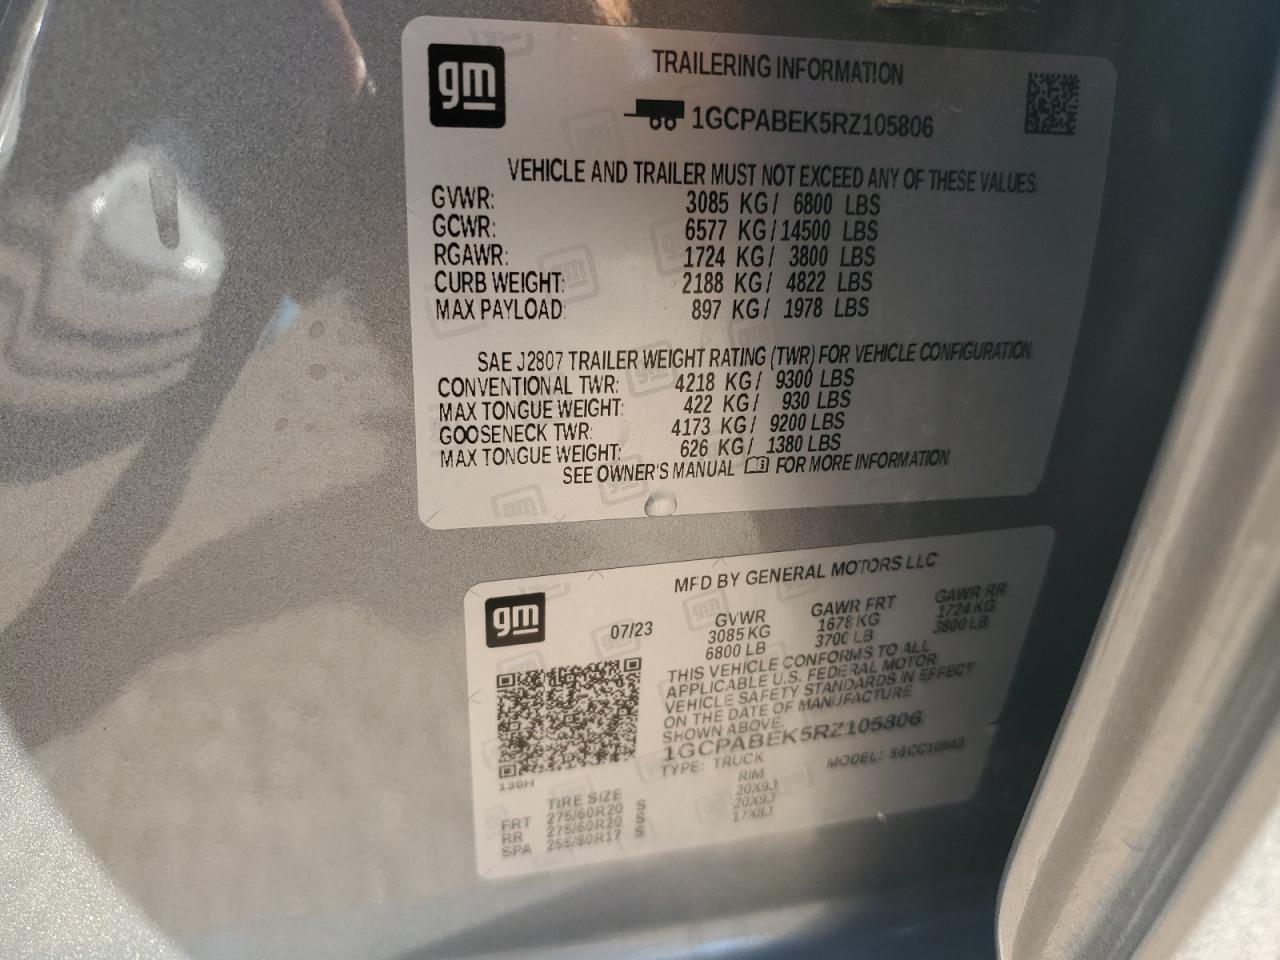 gm
TRAILERING INFORMATION
1GCPABEK5RZ105806
VEHICLE AND TRAILER MUST NOT EXCEED ANY OF THESE VALUES.
GVWR: 3085 KG/ 6800 LBS
GCWR: 6577 KG/14500 LBS
RGAWR: 1724 KG/ 3800 LBS
CURB WEIGHT: 2188 KG/ 4822 LBS
MAX PAYLOAD: 897 KG/ 1978 LBS
SAE J2807 TRAILER WEIGHT RATING (TWR) FOR VEHICLE CONFIGURATION.
CONVENTIONAL TWR: 4218 KG/ 9300 LBS
MAX TONGUE WEIGHT: 422 KG/ 930 LBS
GOOSENECK TWR: 4173 KG/ 9200 LBS
MAX TONGUE WEIGHT: 626 KG/ 1380 LBS
SEE OWNER'S MANUAL FOR MORE INFORMATION
gm
MFD BY GENERAL MOTORS LLC
07/23
GVWR GAWR FRT GAWR RR
3085 KG 1678 KG 1724 KG
6800 LB 3700 LB 3800 LB
THIS VEHICLE CONFORMS TO ALL
APPLICABLE U.S. FEDERAL MOTOR
VEHICLE SAFETY STANDARDS IN EFFECT
ON THE DATE OF MANUFACTURE
SHOWN ABOVE.
1GCPABEK5RZ105806
TYPE: TRUCK MODEL:
130H
TIRE SIZE RIM
FRT 275/60R20 S 20X9J
RR 275/60R20 S 20X9J
SPA 255/80R17 S 17X8J